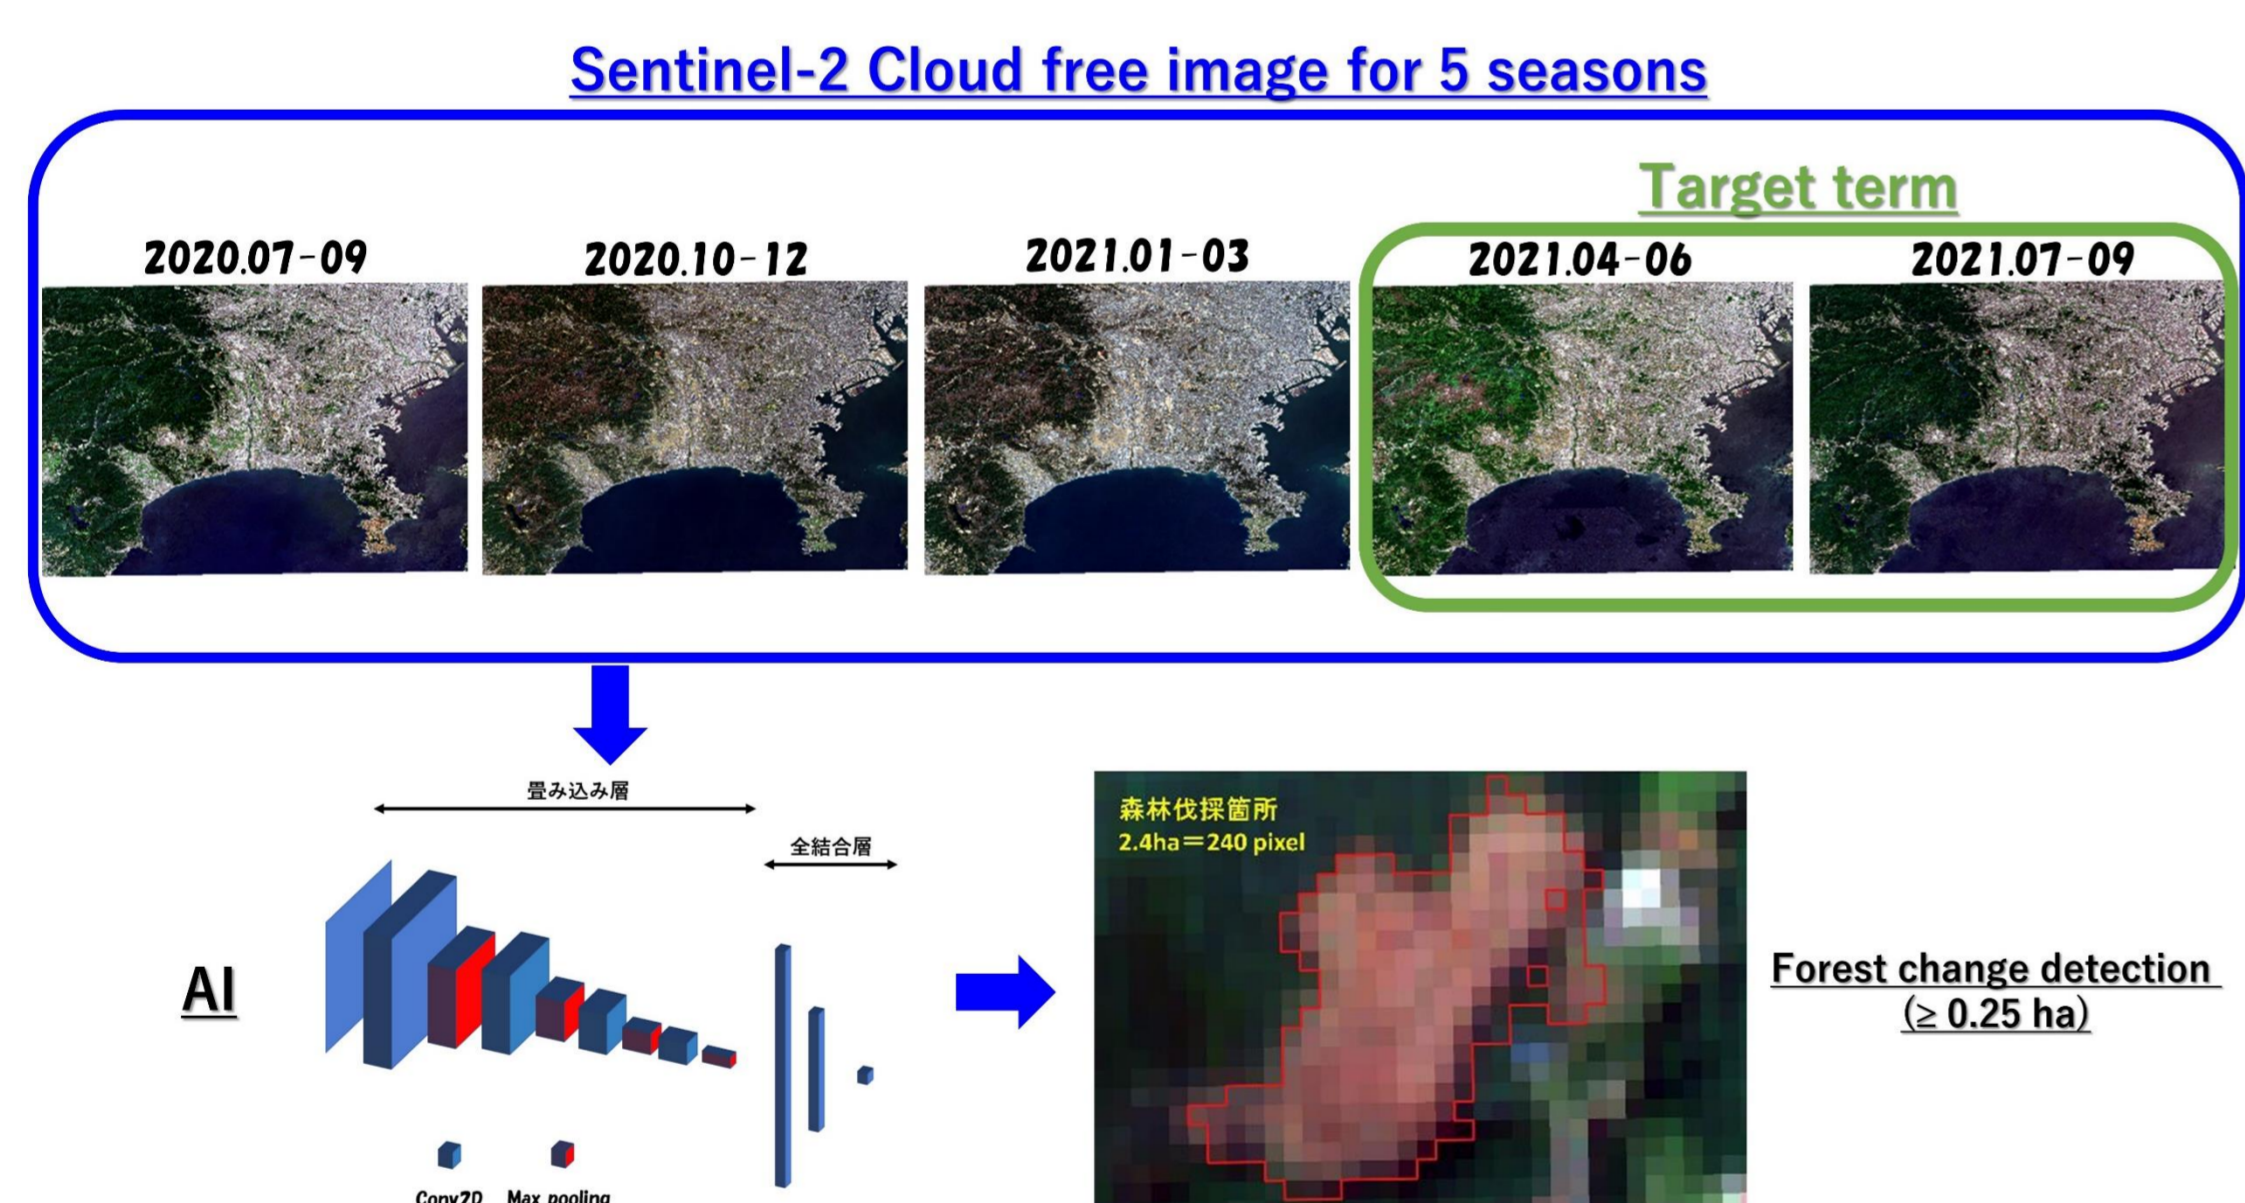 Sentinel-2 Cloud free image for 5 seasons
Target term
2020.07-09
2020.10-12
2021.01-03
2021.04-06
2021.07-09
畳み込み層
全結合層
AI
Conv2D
Max pooling
森林伐採箇所
2.4ha=240 pixel
Forest change detection
(≥ 0.25 ha)